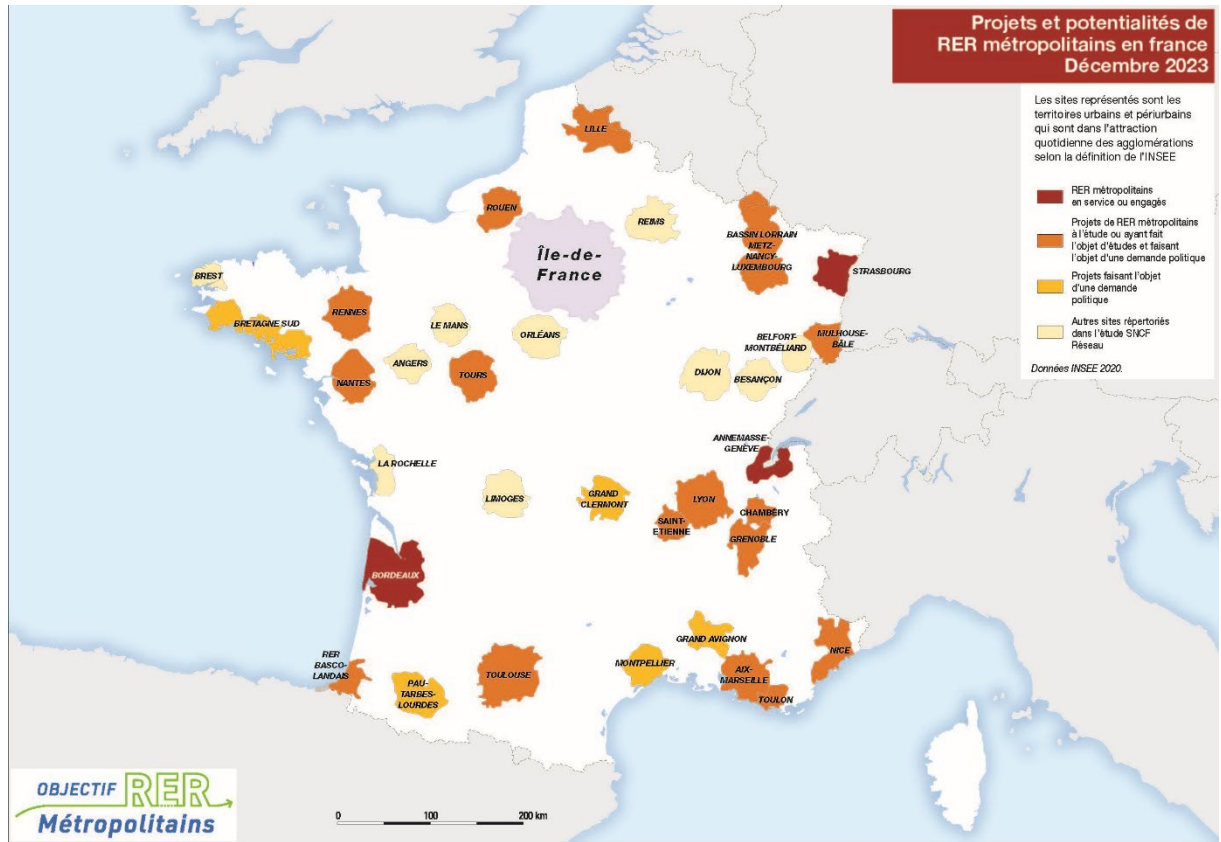 Projets et potentialités de
RER métropolitains en france
Décembre 2023
Les sites représentés sont les
territoires urbains et périurbains
qui sont dans l'attraction
quotidienne des agglomérations
selon la définition de l'INSEE
RER métropolitains
en service ou engagés
Projets de RER métropolitains
à l'étude ou ayant fait
l'objet d'études et faisant
l'objet d'une demande politique
Projets faisant l'objet
d'une demande
politique
Autres sites répertoriés
dans l'étude SNCF
Réseau
Données INSEE 2020.
LILLE
ROUEN
REIMS
Île-de-
France
BASSIN LORRAIN
METZ-
NANCY-
LUXEMBOURG
STRASBOURG
BREST
BRETAGNE SUD
RENNES
LE MANS
ORLÉANS
BELFORT-
MONTBÉLIARD
MULHOUSE-
BÂLE
NANTES
ANGERS
TOURS
DIJON
BESANÇON
ANNEMASSE-
GENÈVE
LA ROCHELLE
LIMOGES
GRAND
CLERMONT
LYON
SAINT-
ETIENNE
CHAMBÉRY
GRENOBLE
BORDEAUX
RER
BASCO-
LANDAIS
PAU-
TARBES-
LOURDES
TOULOUSE
MONTPELLIER
GRAND AVIGNON
AIX-
MARSEILLE
TOULON
NICE
OBJECTIF RER
Métropolitains
0 100 200 km